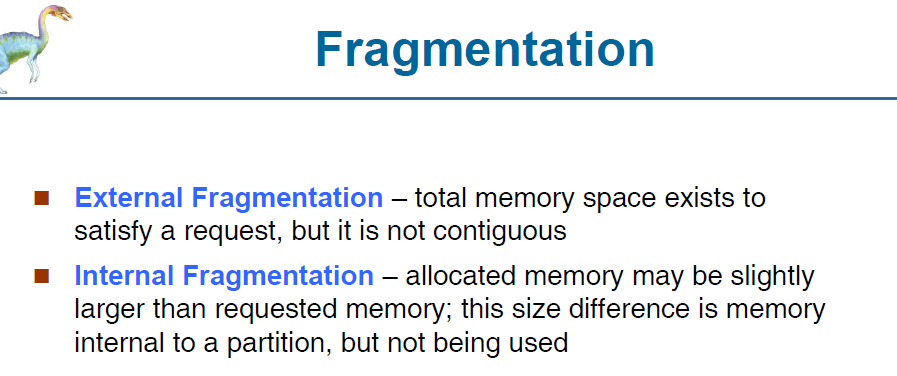 Fragmentation
External Fragmentation – total memory space exists to
satisfy a request, but it is not contiguous
Internal Fragmentation – allocated memory may be slightly
larger than requested memory; this size difference is memory
internal to a partition, but not being used